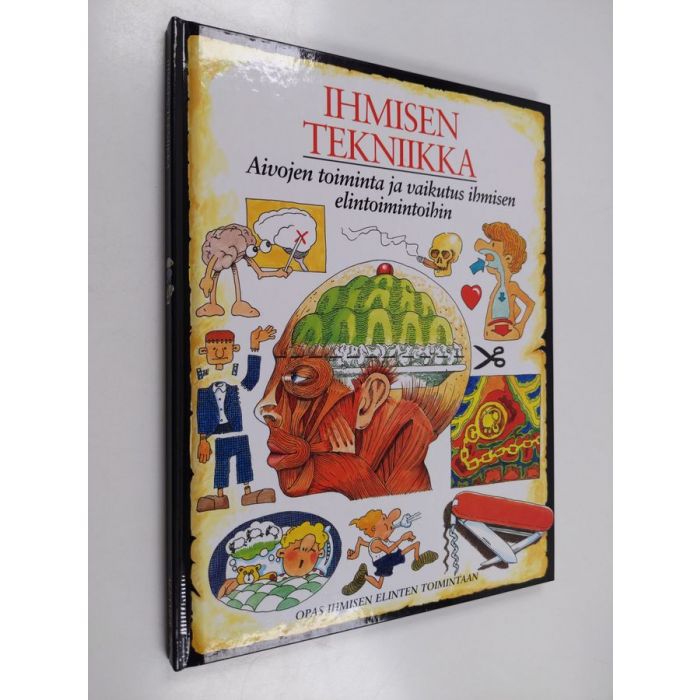 IHMISEN
TEKNIIKKA
Aivojen toiminta ja vaikutus ihmisen
elintoimintoihin
OPAS IHMISEN ELINTEN TOIMINTAAN